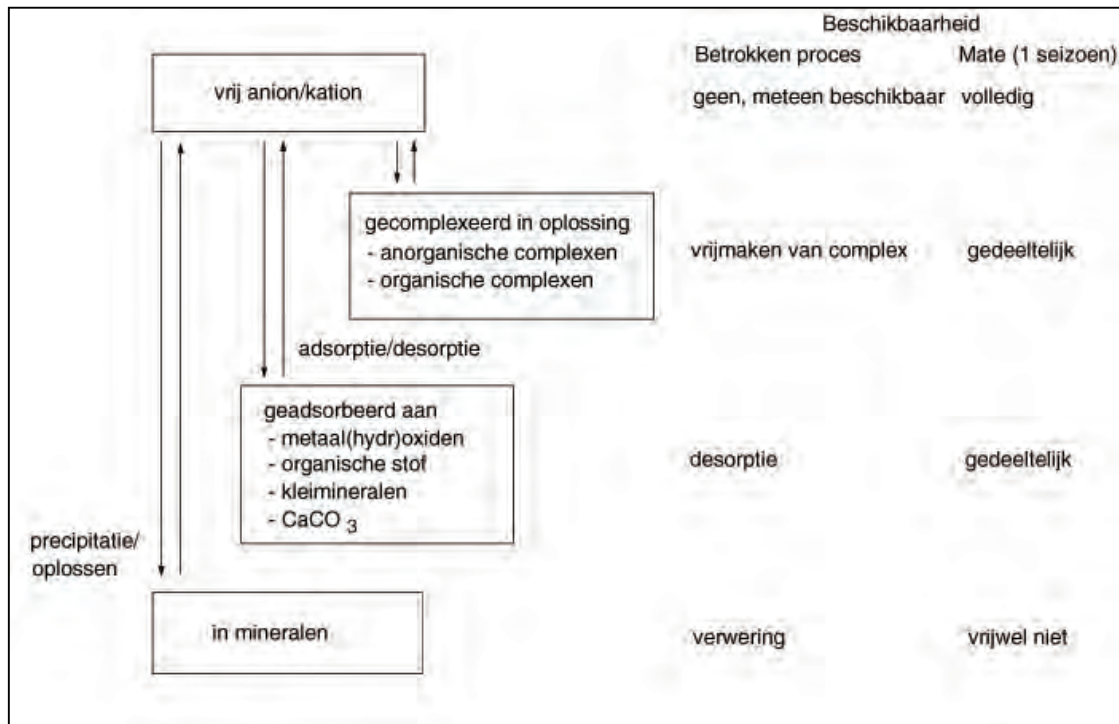 Beschikbaarheid
Betrokken proces Mate (1 seizoen)
vrij anion/kation geen, meteen beschikbaar volledig
gecomplexeerd in oplossing
- anorganische complexen
- organische complexen
vrijmaken van complex gedeeltelijk
adsorptie/desorptie
geadsorbeerd aan
- metaal(hydr)oxiden
- organische stof
- kleimineralen
- CaCO 3
desorptie gedeeltelijk
precipitatie/
oplossen
in mineralen verwering vrijwel niet